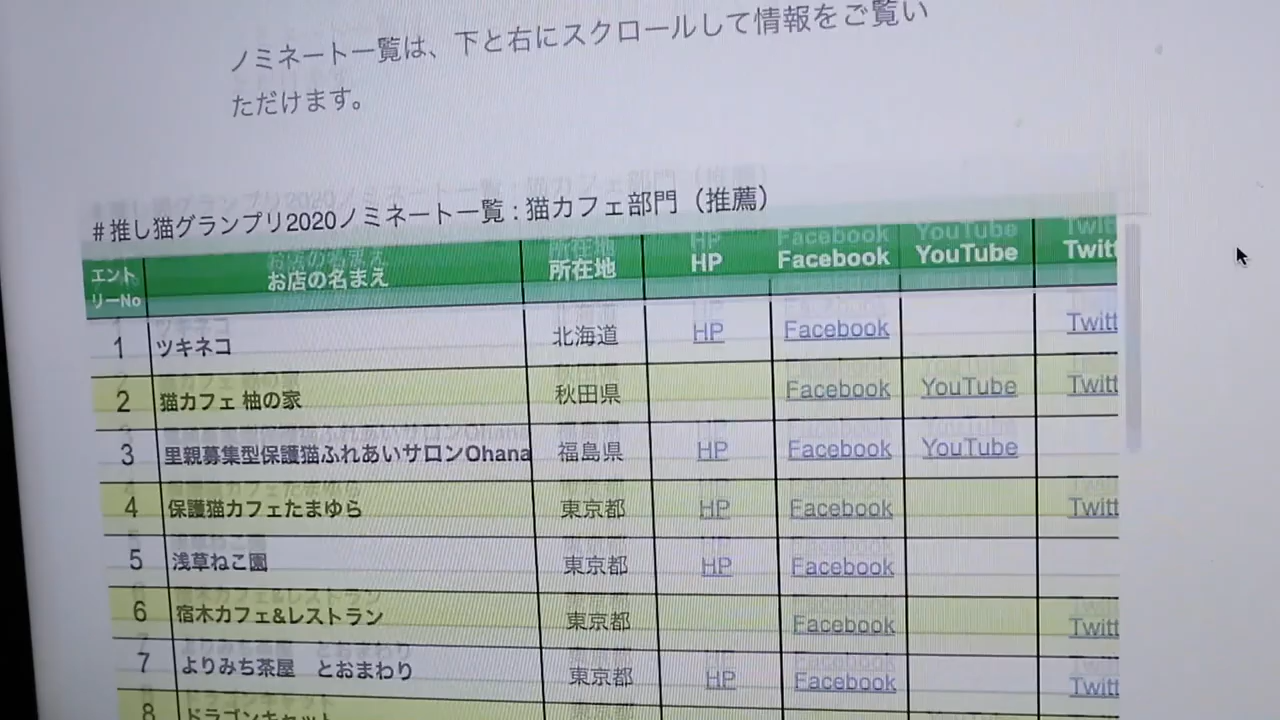 ノミネート一覧は、下と右にスクロールして情報をご覧い
ただけます。
#推し猫グランプリ2020ノミネート一覧：猫カフェ部門（推薦）
エントリーNo お店の名まえ 所在地 HP Facebook YouTube Twitt
1 ツキネコ 北海道 HP Facebook Twitt
2 猫カフェ 柚の家 秋田県 Facebook YouTube Twitt
3 里親募集型保護猫ふれあいサロンOhana 福島県 HP Facebook YouTube
4 保護猫カフェたまゆら 東京都 HP Facebook Twitt
5 浅草ねこ園 東京都 HP Facebook
6 宿木カフェ&レストラン 東京都 Facebook Twitt
7 よりみち茶屋　とおまわり 東京都 HP Facebook Twitt
8 ドラゴンキャット